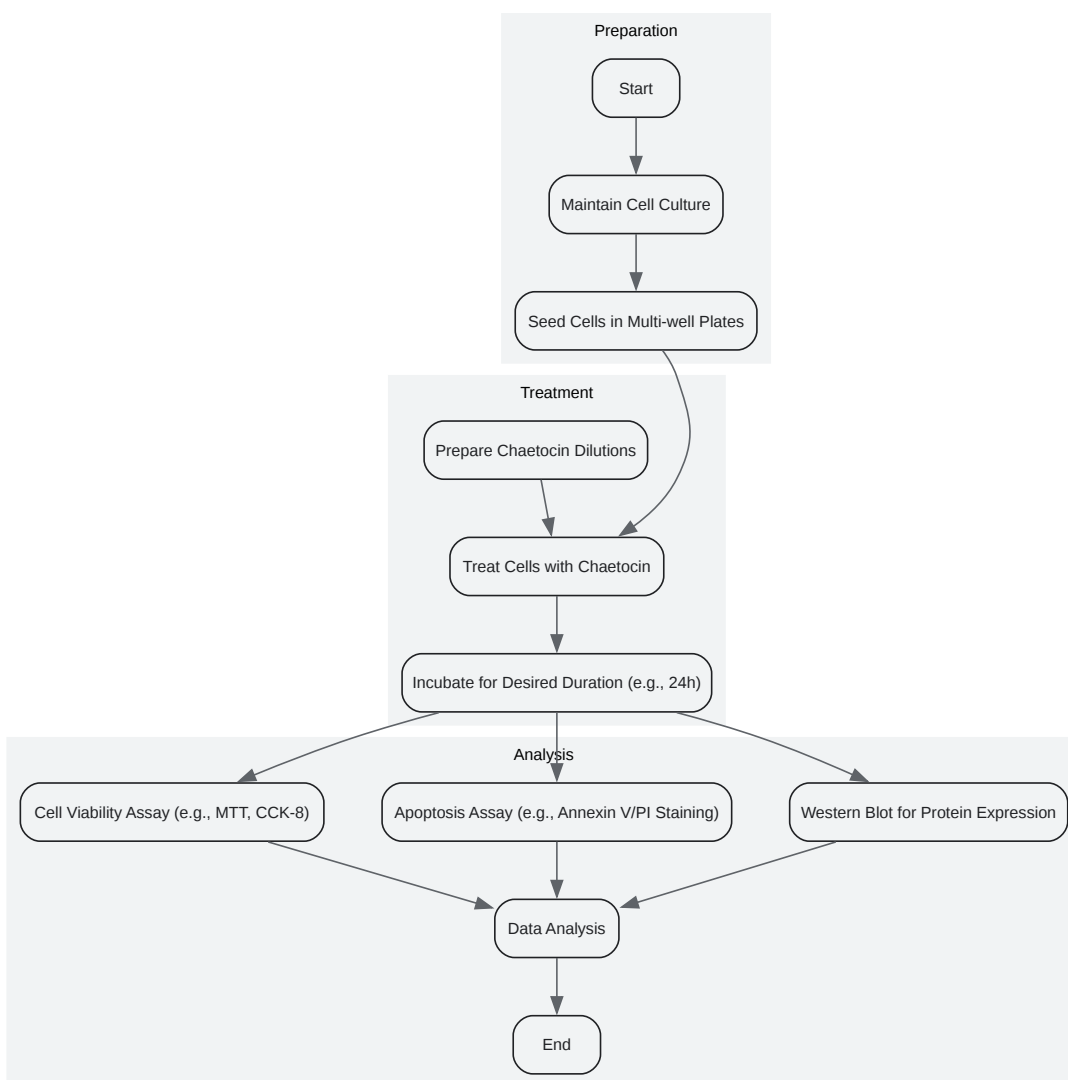 Preparation
Start
Maintain Cell Culture
Seed Cells in Multi-well Plates
Treatment
Prepare Chaetocin Dilutions
Treat Cells with Chaetocin
Incubate for Desired Duration (e.g., 24h)
Analysis
Cell Viability Assay (e.g., MTT, CCK-8)
Apoptosis Assay (e.g., Annexin V/PI Staining)
Western Blot for Protein Expression
Data Analysis
End